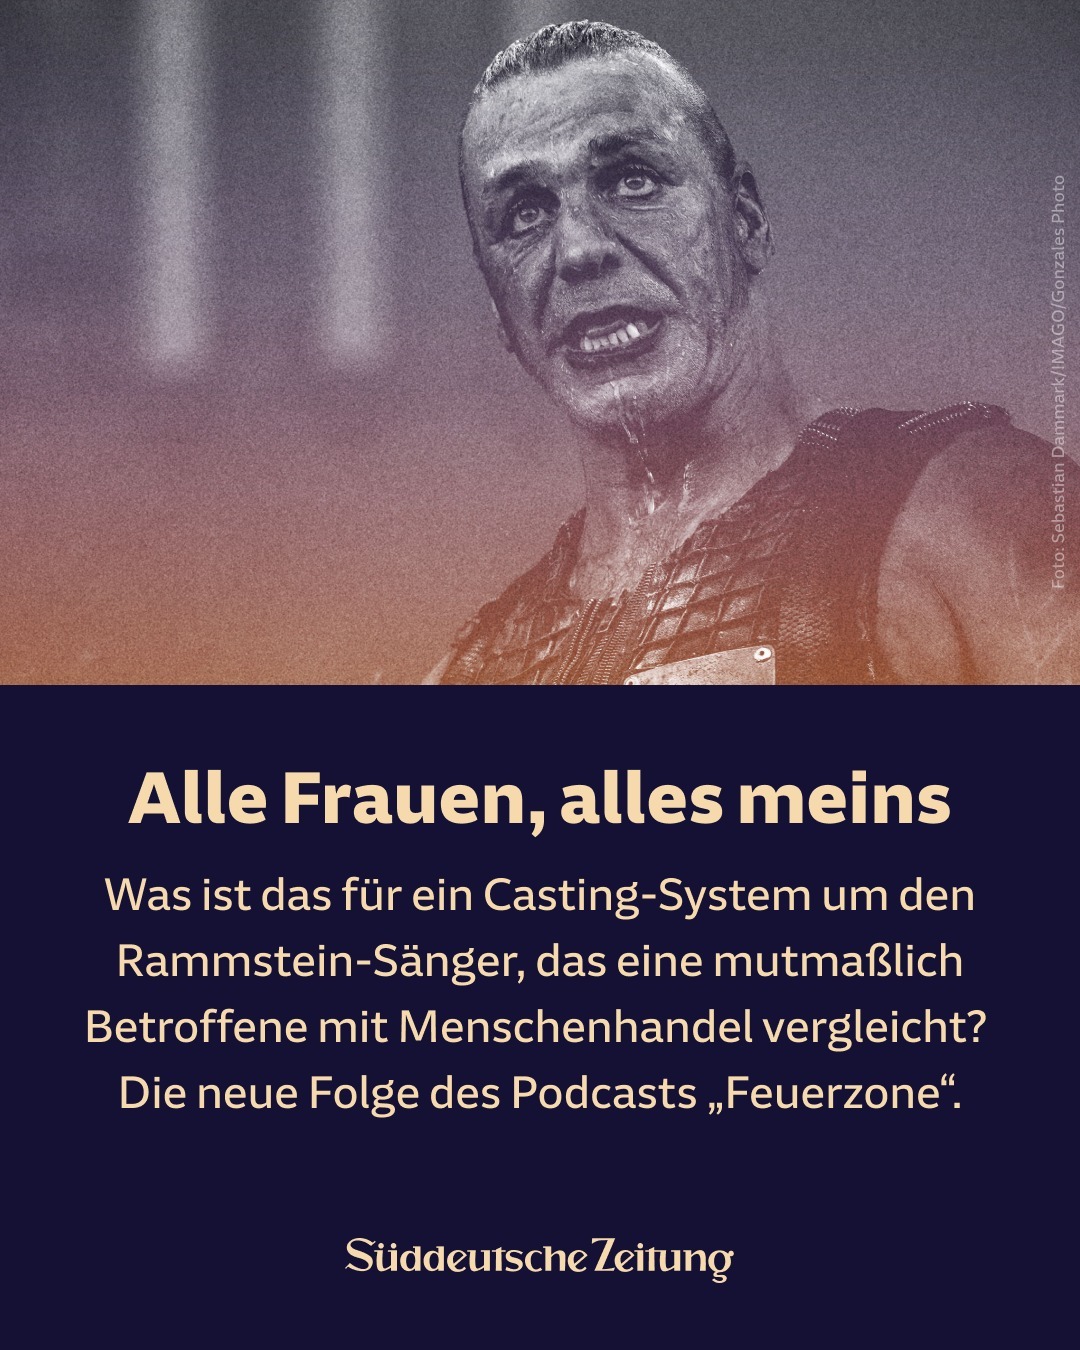 Foto: Sebastian Dammark/IMAGO/Gonzales Photo
Alle Frauen, alles meins
Was ist das für ein Casting-System um den
Rammstein-Sänger, das eine mutmaßlich
Betroffene mit Menschenhandel vergleicht?
Die neue Folge des Podcasts „Feuerzone“.
Süddeutsche Zeitung